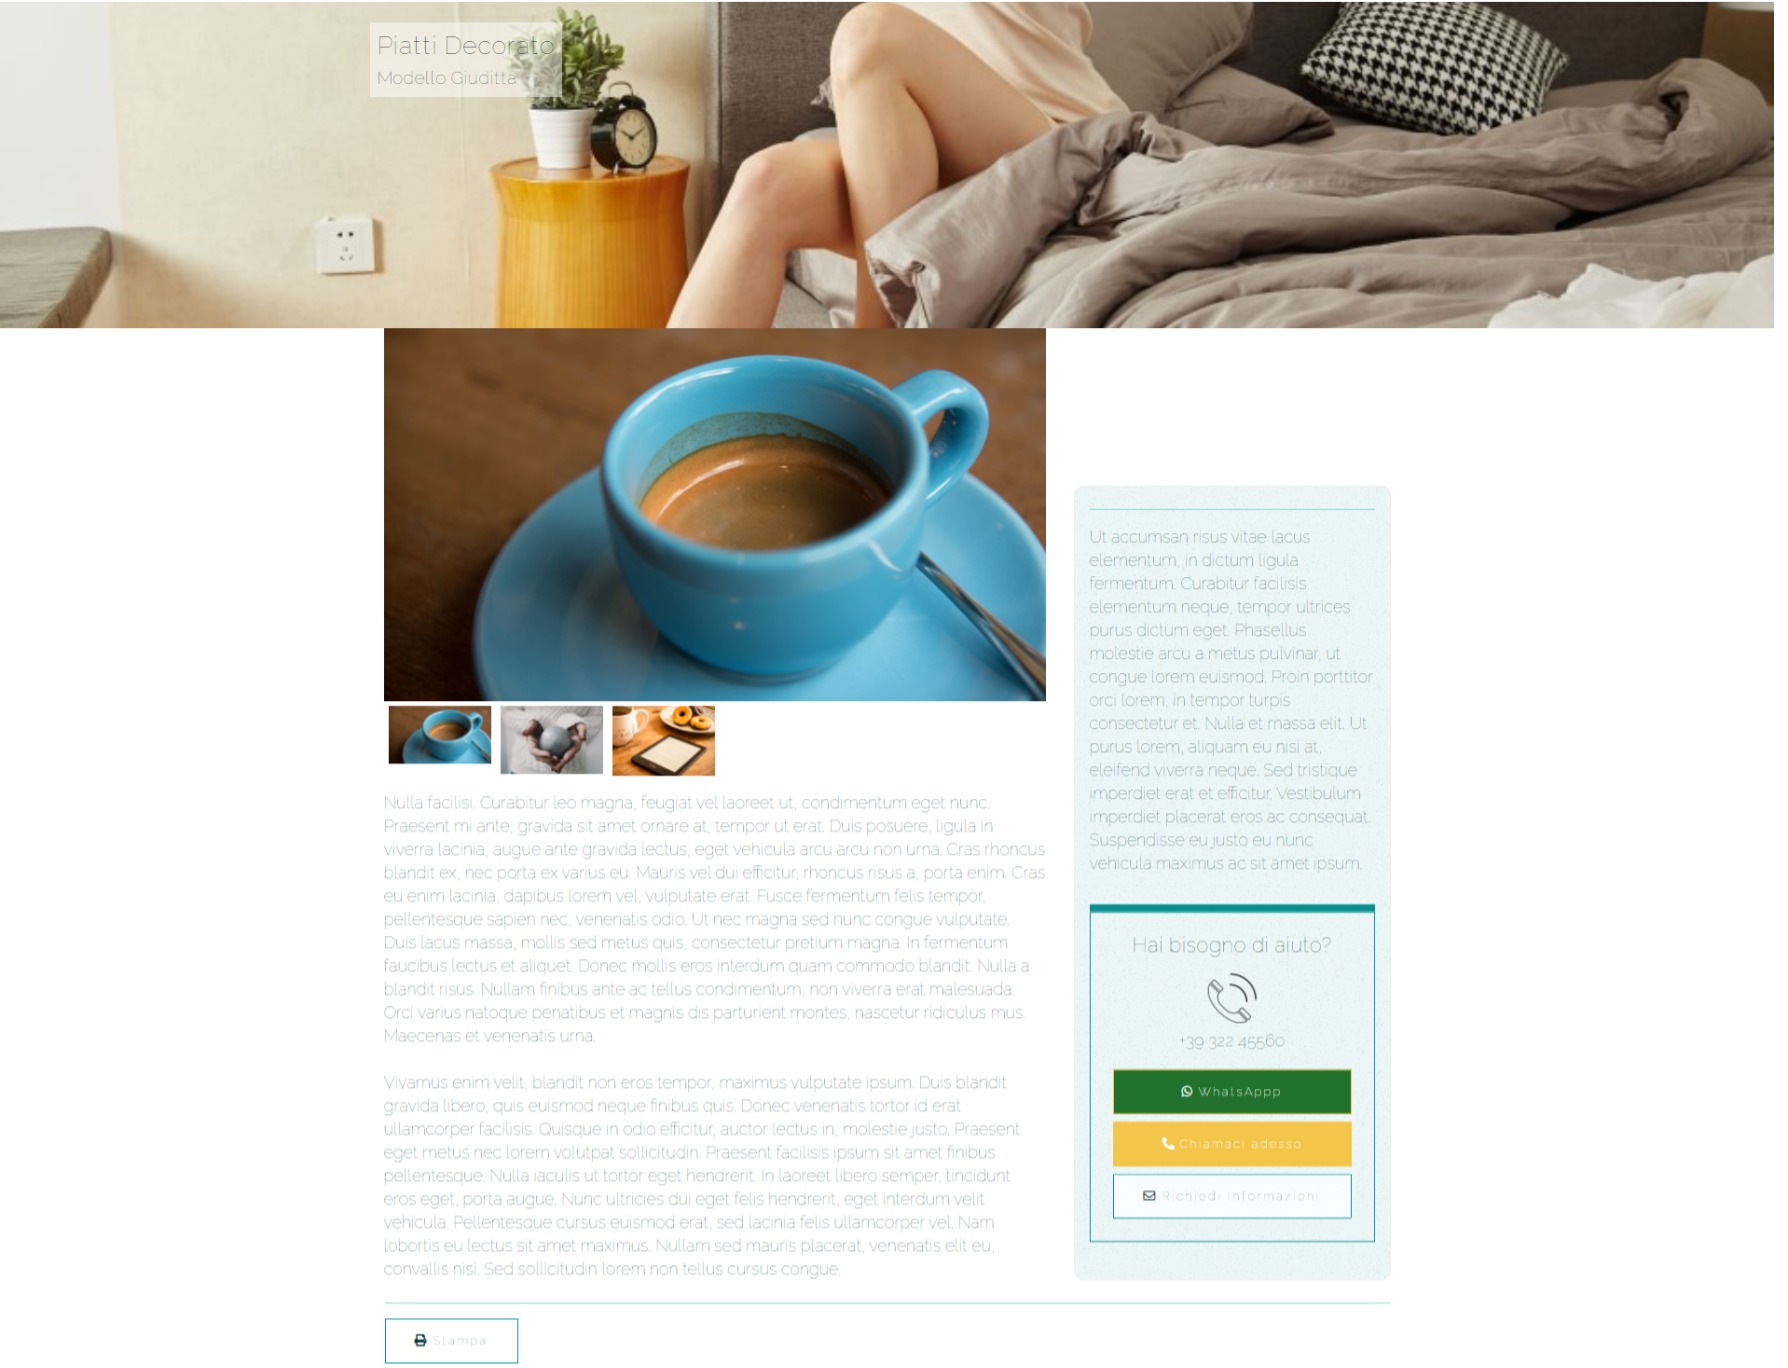 Piatti Decorato
Modello Giuditta
Nulla facilisi. Curabitur leo magna, feugiat vel laoreet ut, condimentum eget nunc.
Praesent mi ante, gravida sit amet ornare at, tempor ut erat. Duis posuere, ligula in
viverra lacinia, augue ante gravida lectus, eget vehicula arcu arcu non urna. Cras rhoncus
blandit ex, nec porta ex varius eu. Mauris vel dui efficitur, rhoncus risus a, porta enim. Cras
eu enim lacinia, dapibus lorem vel, vulputate erat. Fusce fermentum felis tempor,
pellentesque sapien nec, venenatis odio. Ut nec magna sed nunc congue vulputate.
Duis lacus massa, mollis sed metus quis, consectetur pretium magna. In fermentum
faucibus lectus et aliquet. Donec mollis eros interdum quam commodo blandit. Nulla a
blandit risus. Nullam finibus ante ac tellus condimentum, non viverra erat malesuada.
Orci varius natoque penatibus et magnis dis parturient montes, nascetur ridiculus mus.
Maecenas et venenatis urna.
Vivamus enim velit, blandit non eros tempor, maximus vulputate ipsum. Duis blandit
gravida libero, quis euismod neque finibus quis. Donec venenatis tortor id erat
ullamcorper facilisis. Quisque in odio efficitur, auctor lectus in, molestie justo. Praesent
eget metus nec lorem volutpat sollicitudin. Praesent facilisis ipsum sit amet finibus
pellentesque. Nulla iaculis ut tortor eget hendrerit. In laoreet libero semper, tincidunt
eros eget, porta augue. Nunc ultricies dui eget felis hendrerit, eget interdum velit
vehicula. Pellentesque cursus euismod erat, sed lacinia felis ullamcorper vel. Nam
lobortis eu lectus sit amet maximus. Nullam sed mauris placerat, venenatis elit eu,
convallis nisi. Sed sollicitudin lorem non tellus cursus congue.
Ut accumsan risus vitae lacus
elementum, in dictum ligula
fermentum. Curabitur facilisis
elementum neque, tempor ultrices
purus dictum eget. Phasellus
molestie arcu a metus pulvinar, ut
congue lorem euismod. Proin porttitor
orci lorem, in tempor turpis
consectetur et. Nulla et massa elit. Ut
purus lorem, aliquam eu nisi at,
eleifend viverra neque. Sed tristique
imperdiet erat et efficitur. Vestibulum
imperdiet placerat eros ac consequat.
Suspendisse eu justo eu nunc
vehicula maximus ac sit amet ipsum.
Hai bisogno di aiuto?
+39 322 45560
WhatsAppp
Chiamaci adesso
Richiedi Informazioni
Stampa